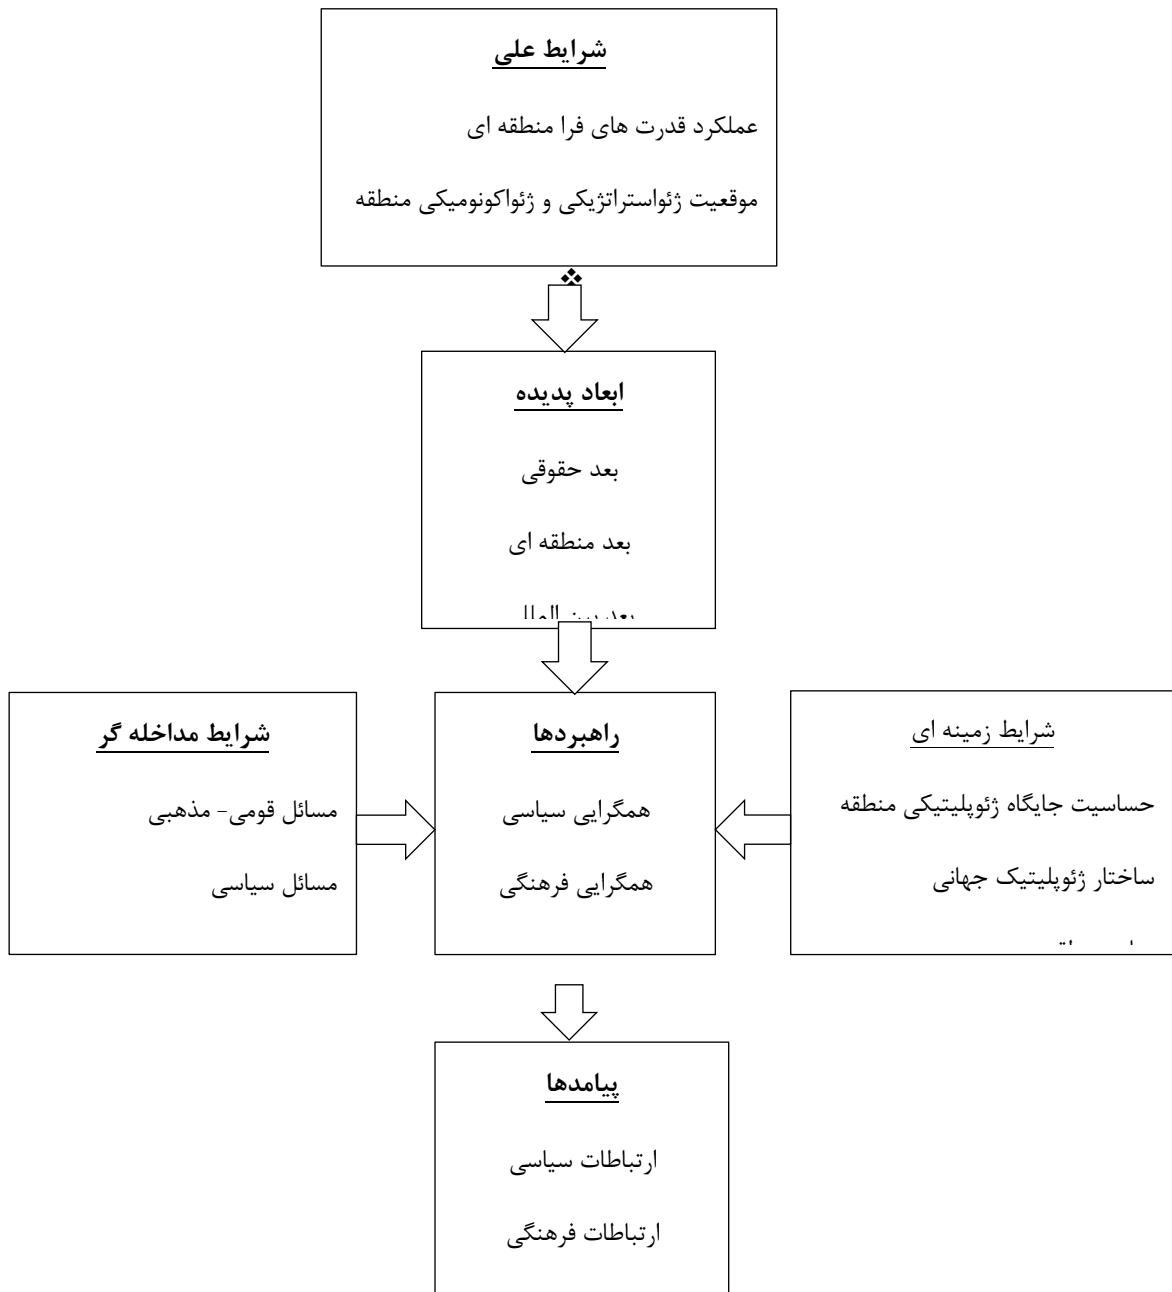 شرایط علی
عملکرد قدرت های فرا منطقه ای
موقعیت ژئواستراتژیکی و ژئواکونومیکی منطقه
ابعاد پدیده
بعد حقوقی
بعد منطقه ای
شرایط زمینه ای
حساسیت جایگاه ژئوپلیتیکی منطقه
ساختار ژئوپلیتیک جهانی
راهبردها
همگرایی سیاسی
همگرایی فرهنگی
شرایط مداخله گر
مسائل قومی- مذهبی
مسائل سیاسی
پیامدها
ارتباطات سیاسی
ارتباطات فرهنگی